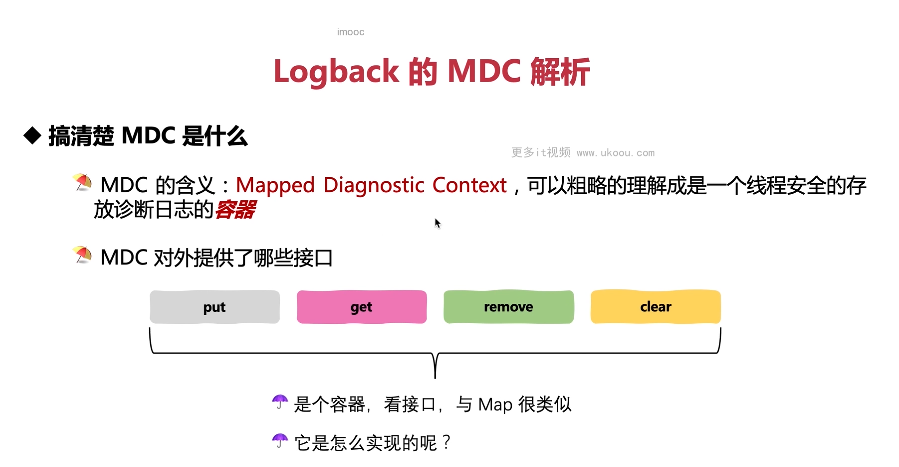 imooc
Logback 的 MDC 解析
◆ 搞清楚 MDC 是什么
更多it视频 www.ukoou.com
MDC 的含义：Mapped Diagnostic Context，可以粗略的理解成是一个线程安全的存
放诊断日志的容器
MDC 对外提供了哪些接口
put get remove clear
是个容器，看接口，与 Map 很类似
它是怎么实现的呢？